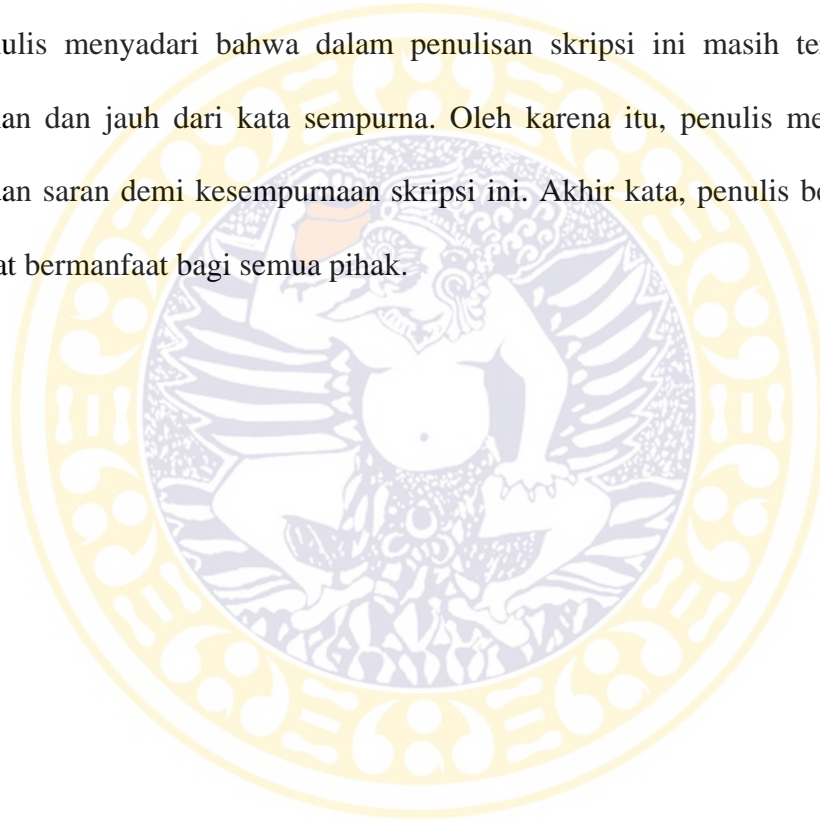 ulis menyadari bahwa dalam penulisan skripsi ini masih te
an dan jauh dari kata sempurna. Oleh karena itu, penulis me
an saran demi kesempurnaan skripsi ini. Akhir kata, penulis be
at bermanfaat bagi semua pihak.